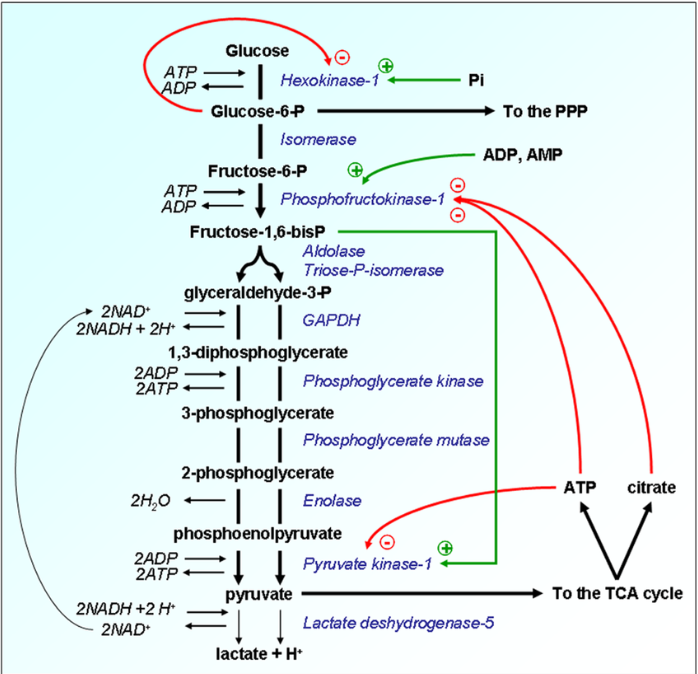 Glucose
ATP
ADP
Hexokinase-1
Pi
Glucose-6-P
To the PPP
Isomerase
ADP, AMP
Fructose-6-P
ATP
ADP
Phosphofructokinase-1
Fructose-1,6-bisP
Aldolase
Triose-P-isomerase
glyceraldehyde-3-P
2NAD⁺
2NADH + 2H⁺
GAPDH
1,3-diphosphoglycerate
2ADP
2ATP
Phosphoglycerate kinase
3-phosphoglycerate
Phosphoglycerate mutase
2-phosphoglycerate
ATP
citrate
2H₂O
Enolase
phosphoenolpyruvate
2ADP
2ATP
Pyruvate kinase-1
pyruvate
To the TCA cycle
2NADH +2 H⁺
2NAD⁺
Lactate deshydrogenase-5
lactate + H⁺